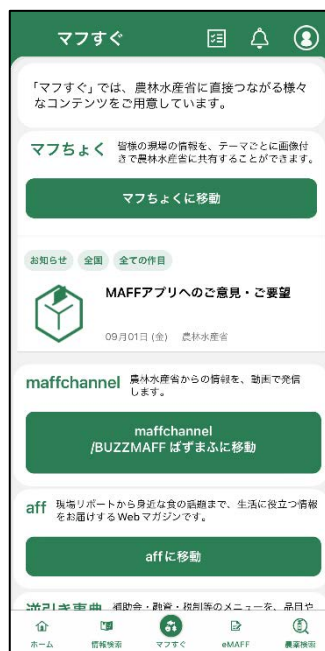 マフすぐ
「マフすぐ」では、農林水産省に直接つながる様々
なコンテンツをご用意しています。
マフちょく
皆様の現場の情報を、テーマごとに画像付
きで農林水産省に共有することができます。
マフちょくに移動
お知らせ 全国 全ての作目
MAFFアプリへのご意見・ご要望
09月01日 (金) 農林水産省
maffchannel
農林水産省からの情報を、動画で発信
します。
maffchannel
/BUZZMAFF ばずまふに移動
aff
現場リポートから身近な食の話題まで、生活に役立つ情報
をお届けする Web マガジンです。
affに移動
逆引き事典 補助金・融資・税制等のメニューを、品目や
ホーム 情報検索 マフすぐ eMAFF 農薬検索